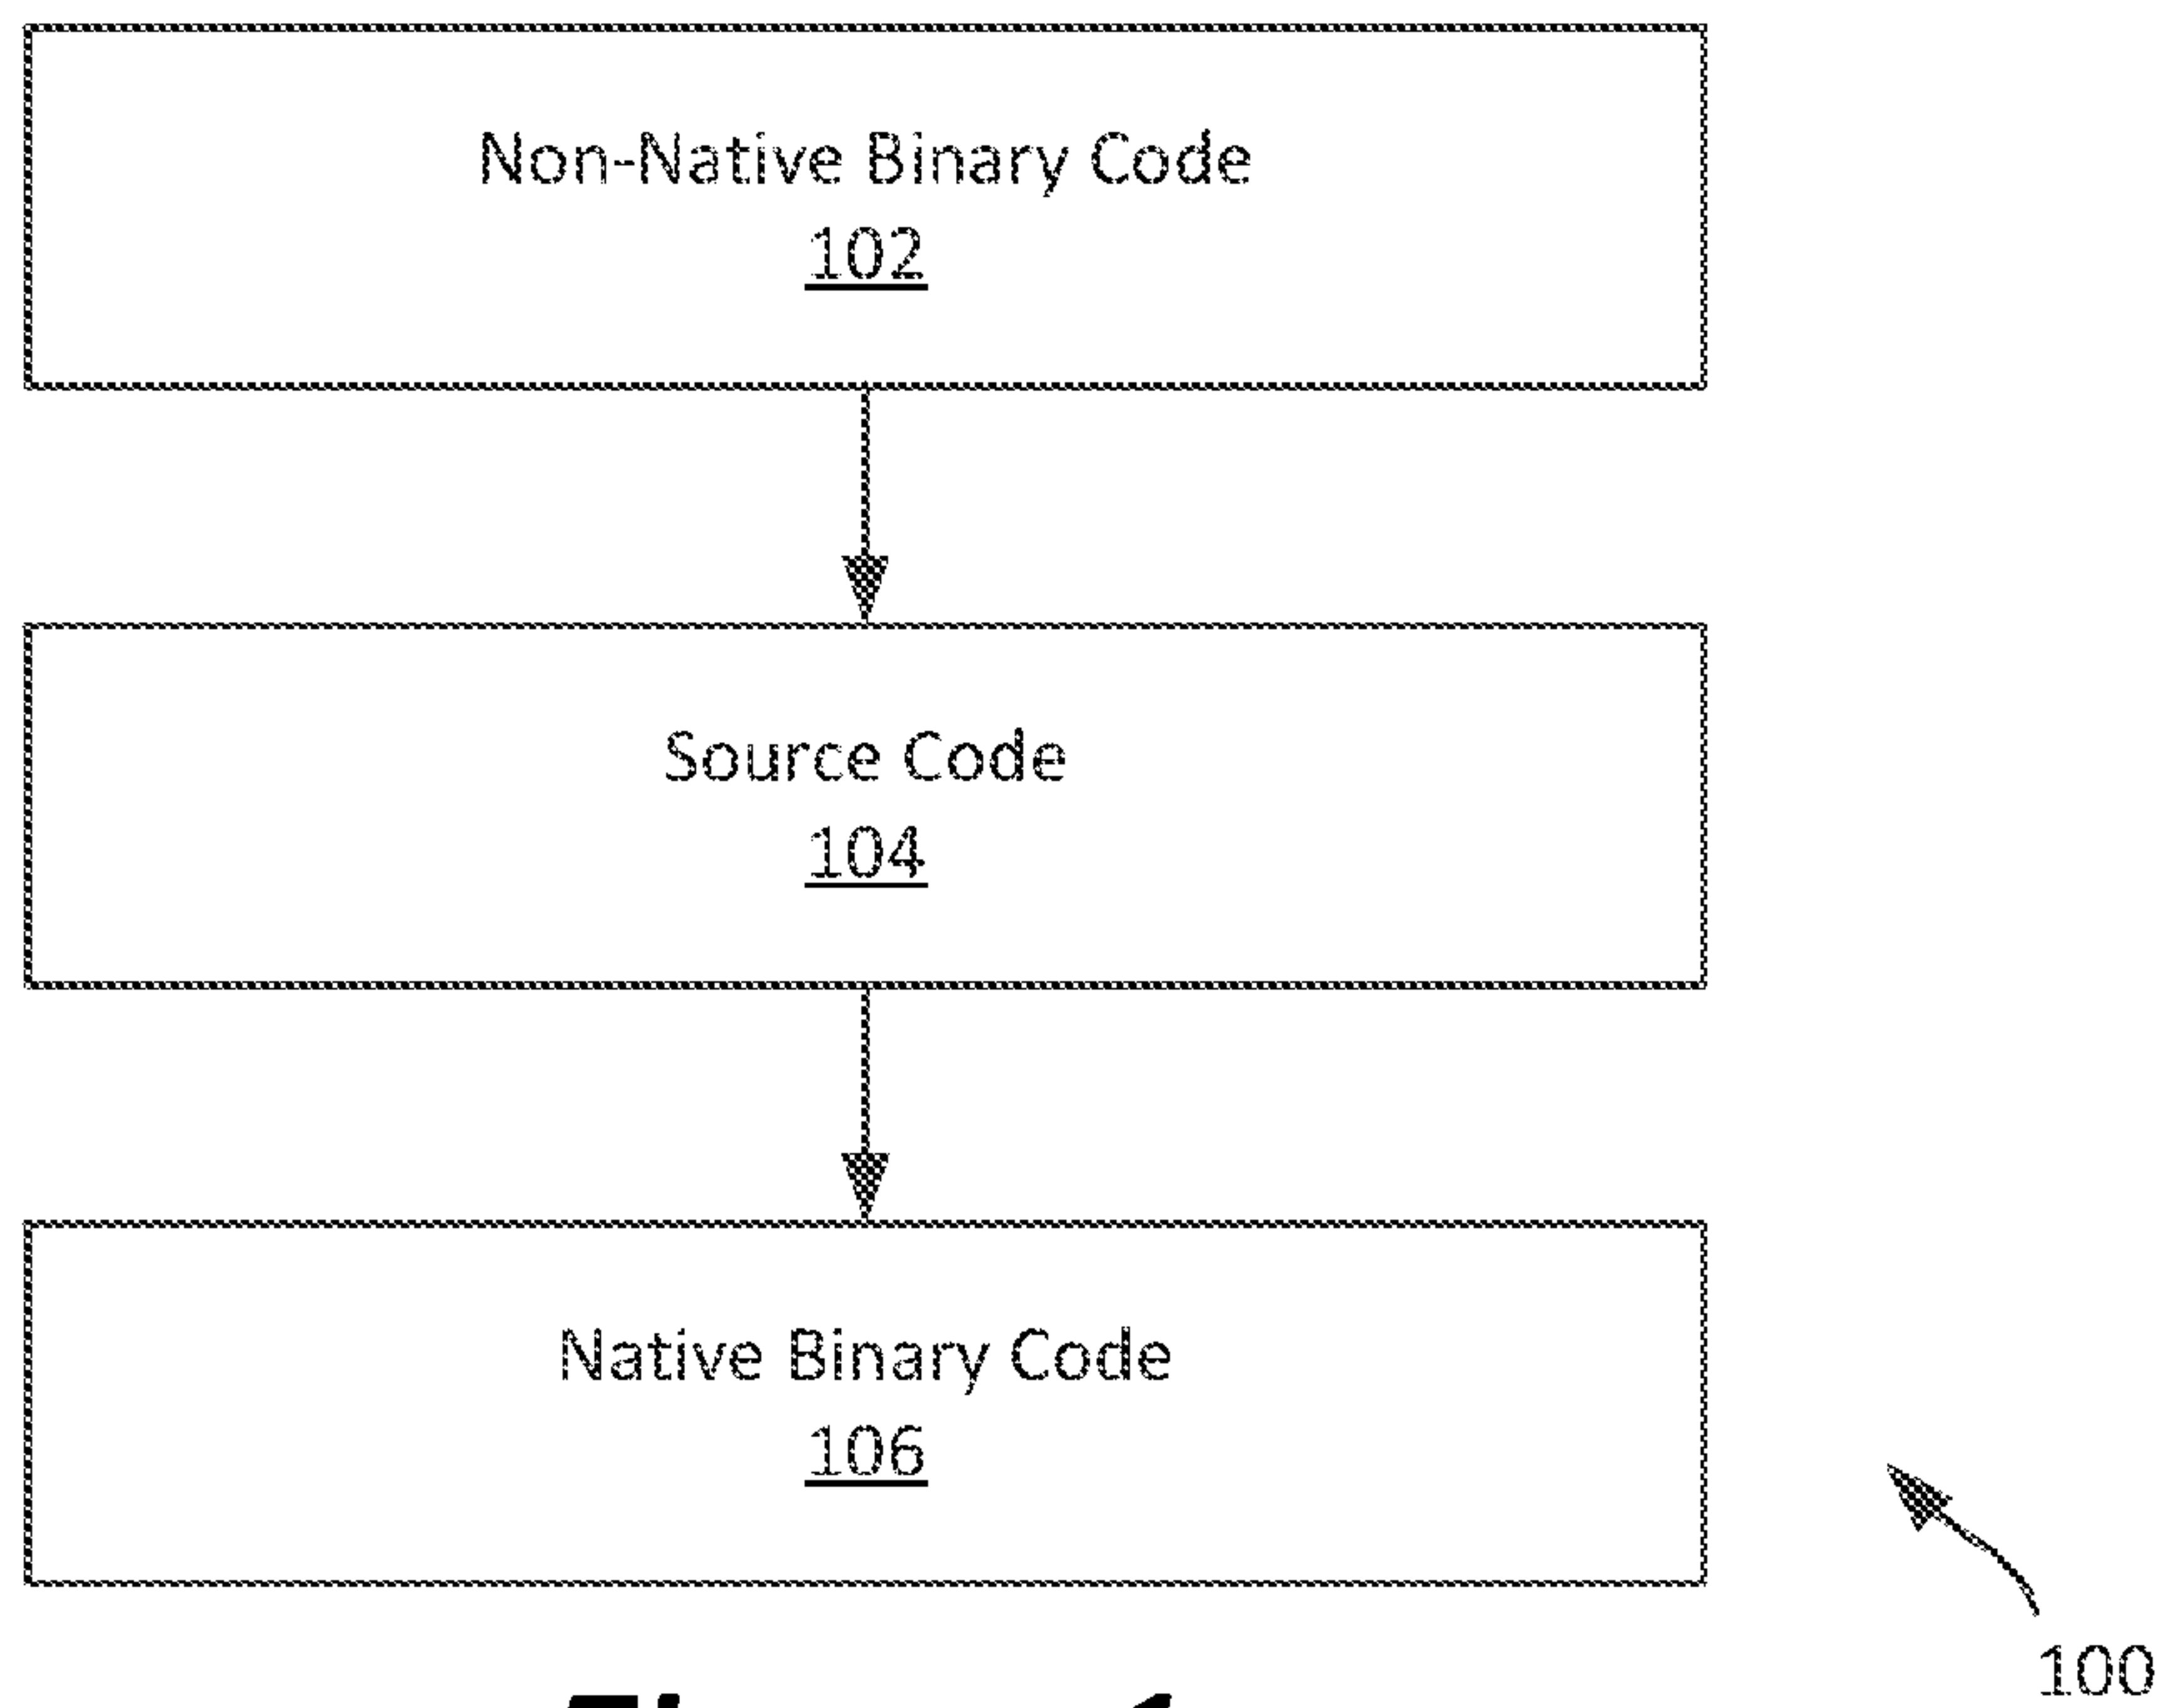 Non-Native Binary Code
102
Source Code
104
Native Binary Code
106
100